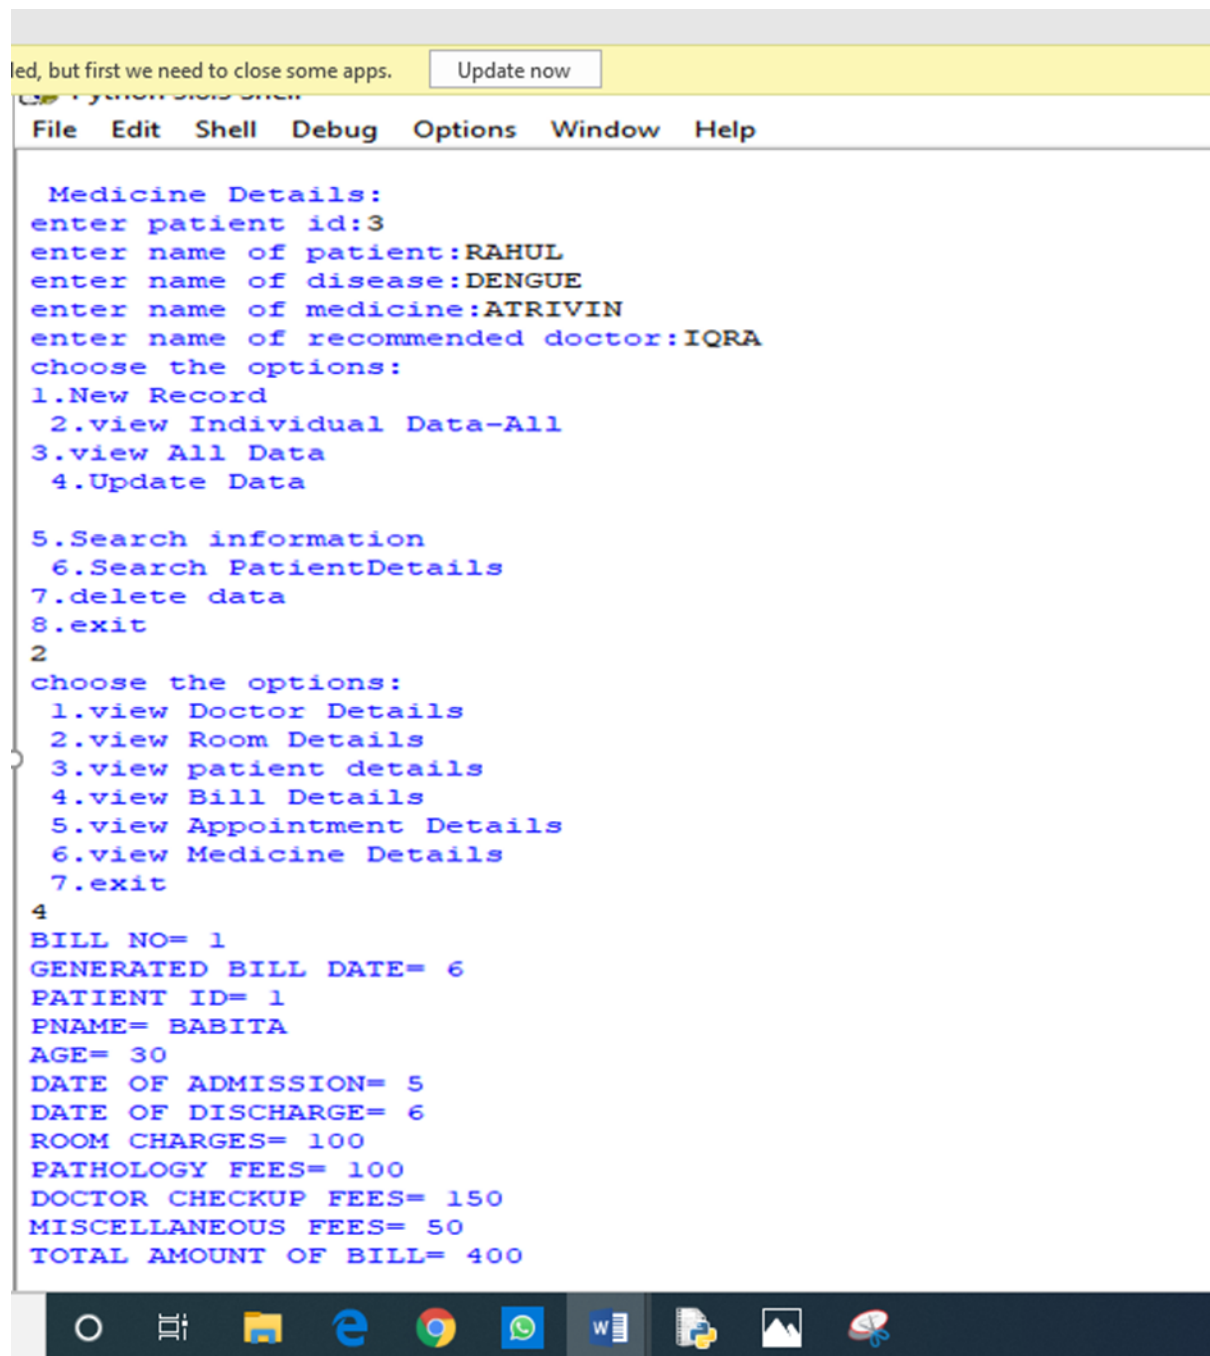 led, but first we need to close some apps. Update now
Python 3.8.5 Shell
File Edit Shell Debug Options Window Help
Medicine Details:
enter patient id:3
enter name of patient:RAHUL
enter name of disease:DENGUE
enter name of medicine:ATRIVIN
enter name of recommended doctor:IQRA
choose the options:
1.New Record
2.view Individual Data-All
3.view All Data
4.Update Data
5.Search information
6.Search PatientDetails
7.delete data
8.exit
2
choose the options:
1.view Doctor Details
2.view Room Details
3.view patient details
4.view Bill Details
5.view Appointment Details
6.view Medicine Details
7.exit
4
BILL NO= 1
GENERATED BILL DATE= 6
PATIENT ID= 1
PNAME= BABITA
AGE= 30
DATE OF ADMISSION= 5
DATE OF DISCHARGE= 6
ROOM CHARGES= 100
PATHOLOGY FEES= 100
DOCTOR CHECKUP FEES= 150
MISCELLANEOUS FEES= 50
TOTAL AMOUNT OF BILL= 400